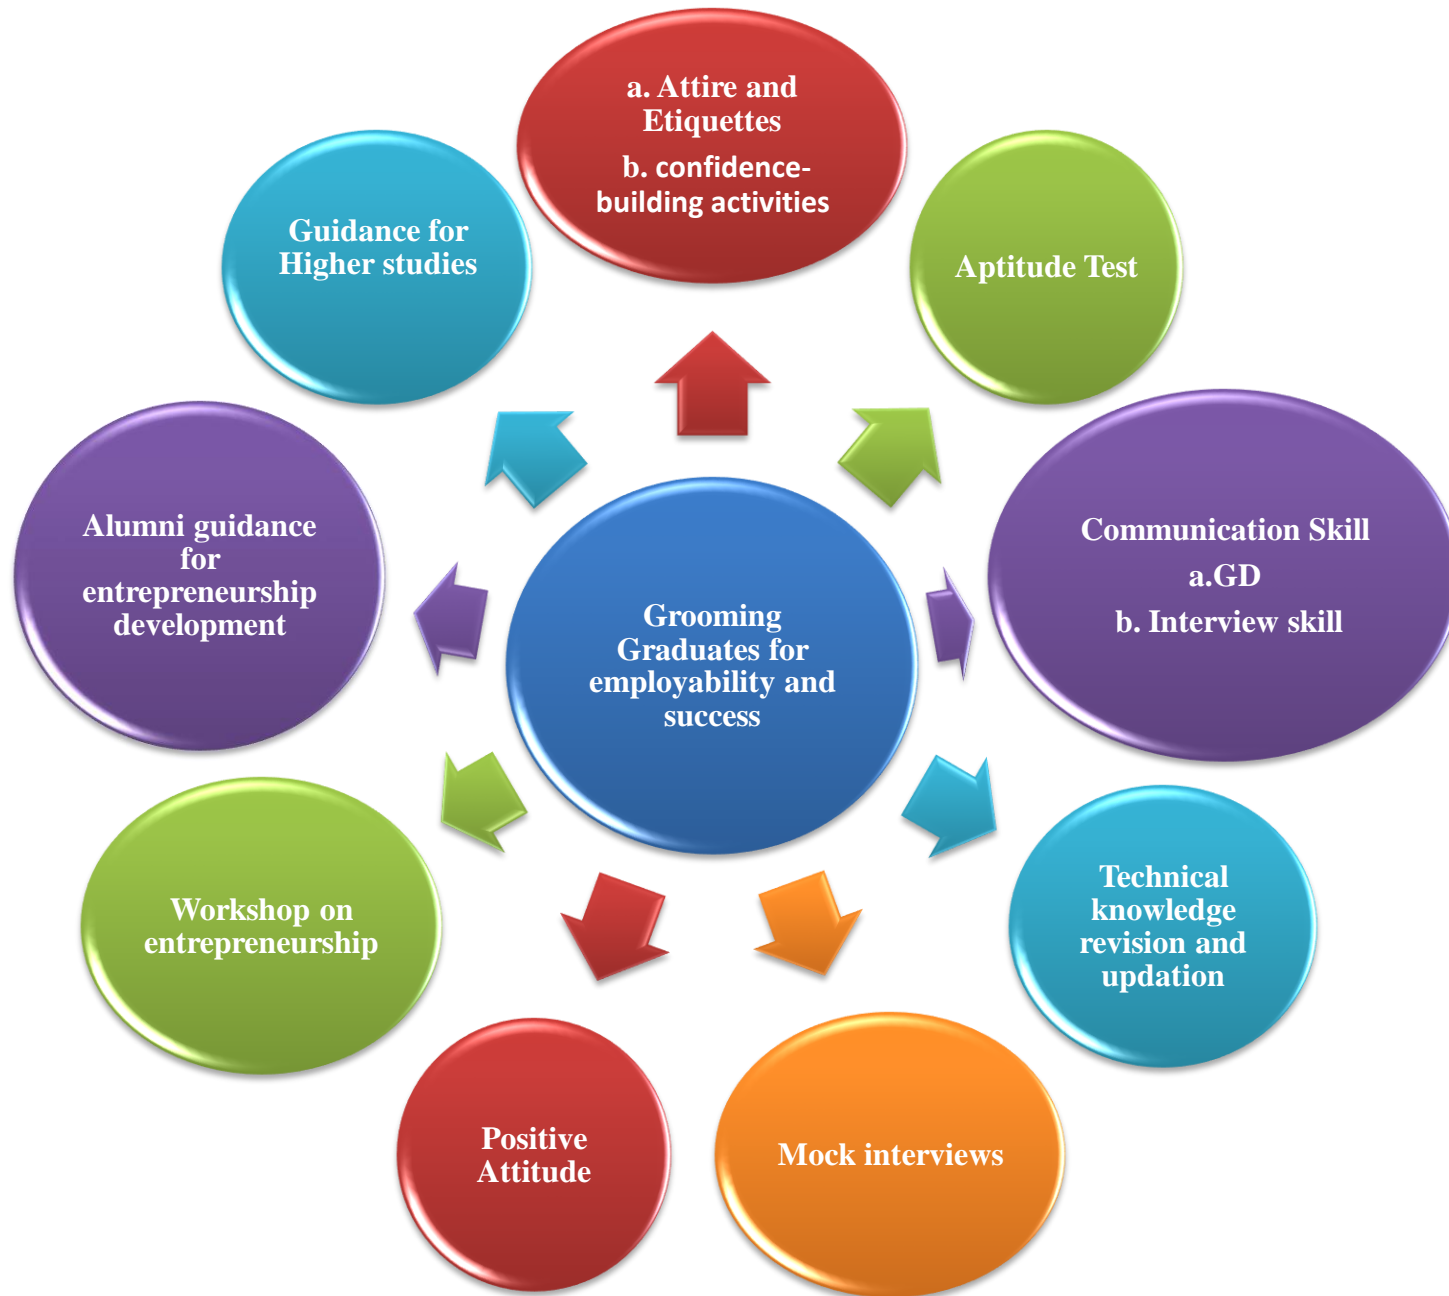 a. Attire and
Etiquettes
b. confidence-
building activities
Aptitude Test
Communication Skill
a.GD
b. Interview skill
Technical
knowledge
revision and
updation
Mock interviews
Positive
Attitude
Workshop on
entrepreneurship
Alumni guidance
for
entrepreneurship
development
Guidance for
Higher studies
Grooming
Graduates for
employability and
success